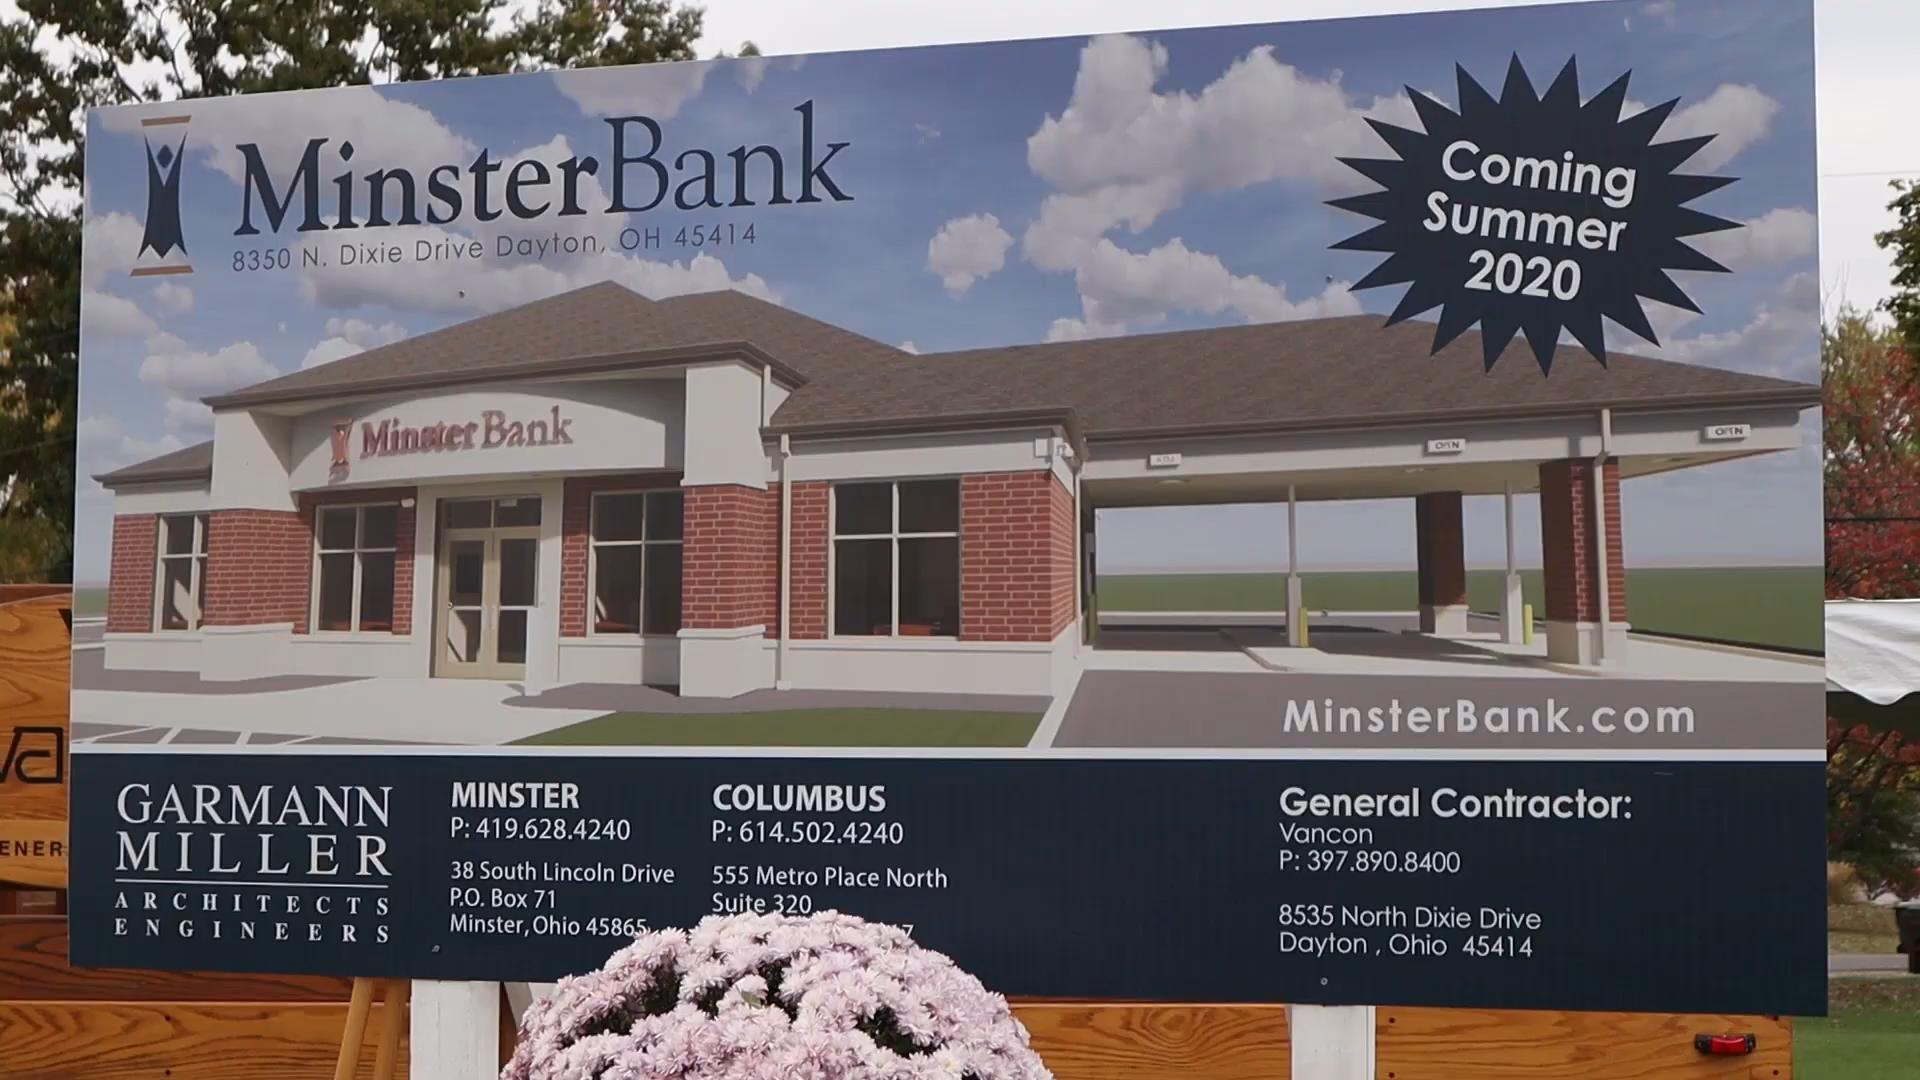 MinsterBank
8350 N. Dixie Drive Dayton, OH 45414
Coming
Summer
2020
Minster Bank
ATM
OPEN
OPEN
MinsterBank.com
GARMANN
MILLER
ARCHITECTS
ENGINEERS
MINSTER
P: 419.628.4240
38 South Lincoln Drive
P.O. Box 71
Minster, Ohio 45865
COLUMBUS
P: 614.502.4240
555 Metro Place North
Suite 320
7
General Contractor:
Vancon
P: 397.890.8400
8535 North Dixie Drive
Dayton , Ohio 45414
ENER